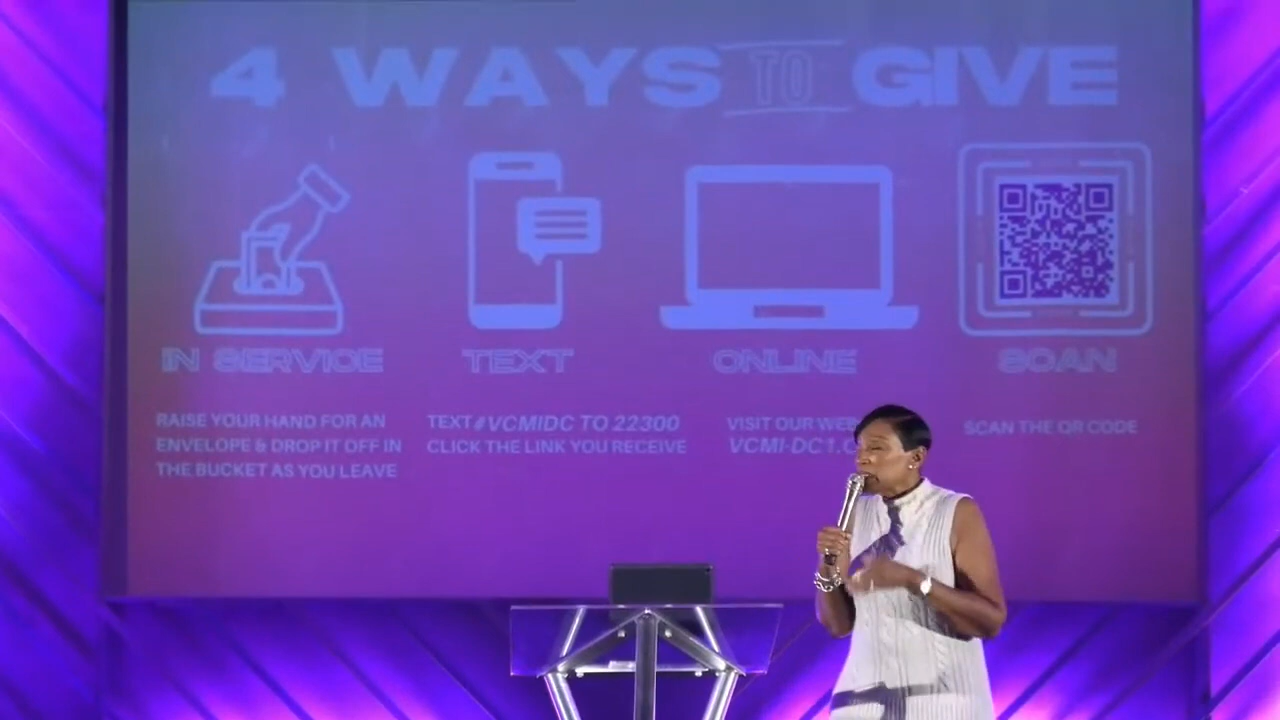 4 WAYS TO GIVE
IN SERVICE
TEXT
ONLINE
SCAN
RAISE YOUR HAND FOR AN
ENVELOPE & DROP IT OFF IN
THE BUCKET AS YOU LEAVE
TEXT #VCMIDC TO 22300
CLICK THE LINK YOU RECEIVE
VISIT OUR WEB
VCMI-DC1.C
SCAN THE QR CODE